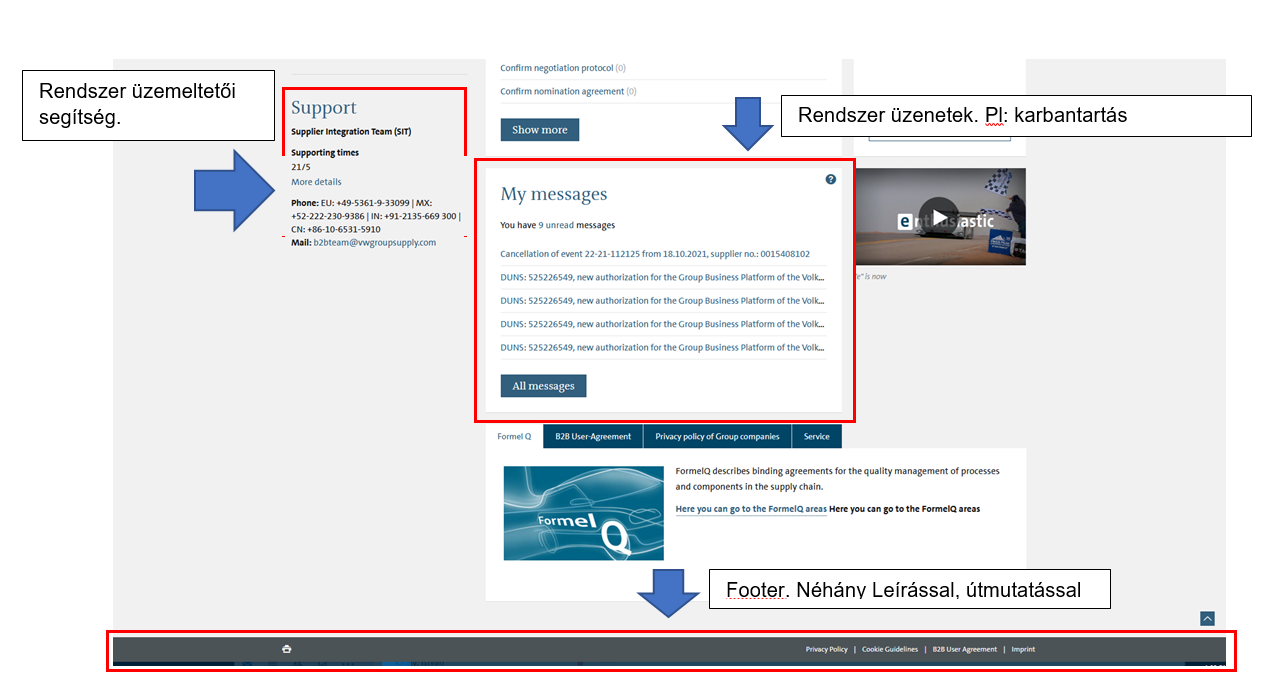 Rendszer üzemeltetői
segítség.
Support
Supplier Integration Team (SIT)
Supporting times
21/5
More details
Phone: EU: +49-5361-9-33099 | MX:
+52-222-230-9386 | IN: +91-2135-669 300 |
CN: +86-10-6531-5910
Mail: b2bteam@vwgroupsupply.com
Confirm negotiation protocol (0)
Confirm nomination agreement (0)
Show more
Rendszer üzenetek. Pl: karbantartás
My messages
?
You have 9 unread messages
Cancellation of event 22-21-112125 from 18.10.2021, supplier no.: 0015408102
DUNS: 525226549, new authorization for the Group Business Platform of the Volk...
DUNS: 525226549, new authorization for the Group Business Platform of the Volk...
DUNS: 525226549, new authorization for the Group Business Platform of the Volk...
DUNS: 525226549, new authorization for the Group Business Platform of the Volk...
All messages
enthusiastic
" is now
Formel Q
B2B User-Agreement
Privacy policy of Group companies
Service
Formel Q
FormelQ describes binding agreements for the quality management of processes
and components in the supply chain.
Here you can go to the FormelQ areas Here you can go to the FormelQ areas
Footer. Néhány Leírással, útmutatással
Privacy Policy | Cookie Guidelines | B2B User Agreement | Imprint